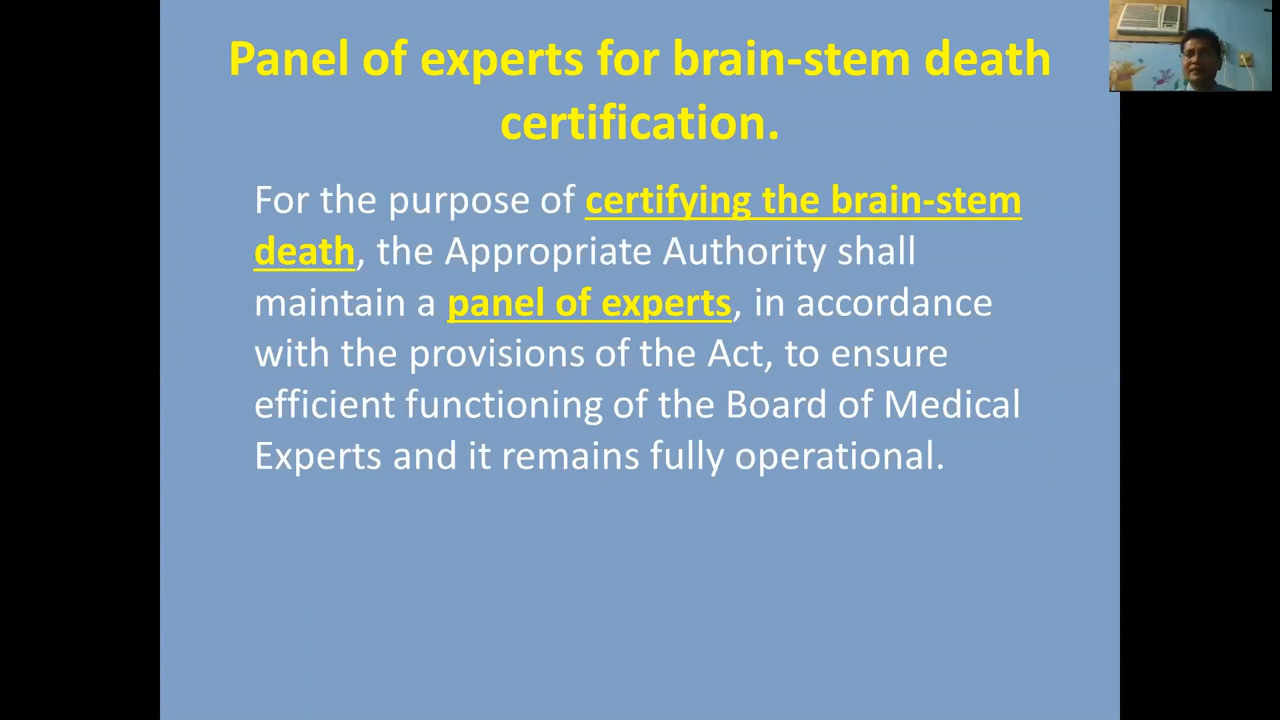 Panel of experts for brain-stem death
certification.
For the purpose of certifying the brain-stem
death, the Appropriate Authority shall
maintain a panel of experts, in accordance
with the provisions of the Act, to ensure
efficient functioning of the Board of Medical
Experts and it remains fully operational.